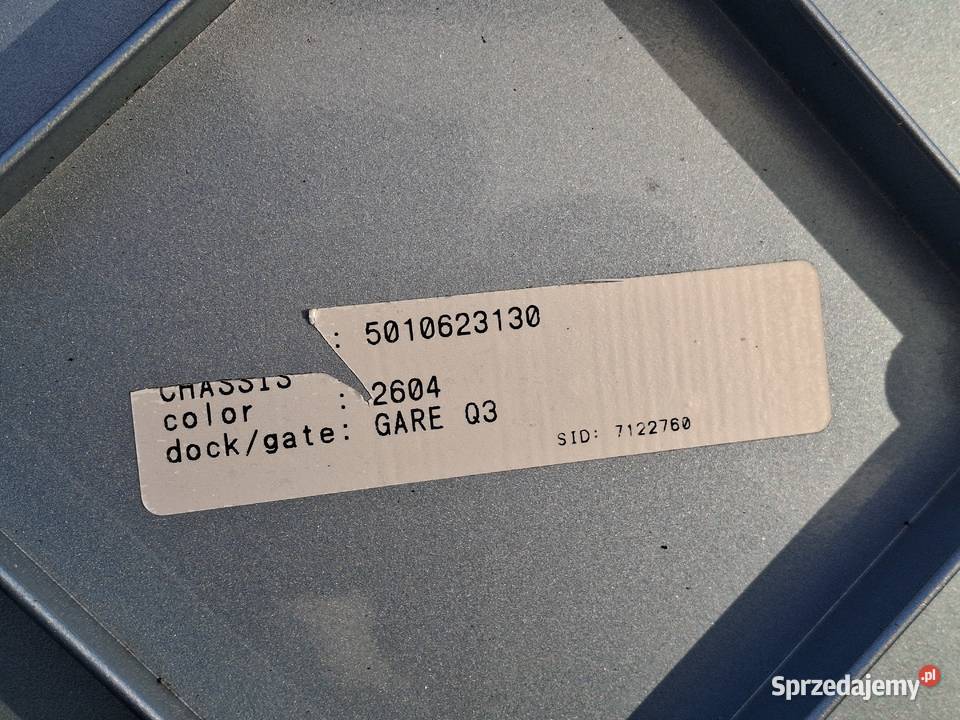 : 5010623130
CHASSIS
color : 2604
dock/gate: GARE Q3
SID: 7122760
Sprzedajemy.pl